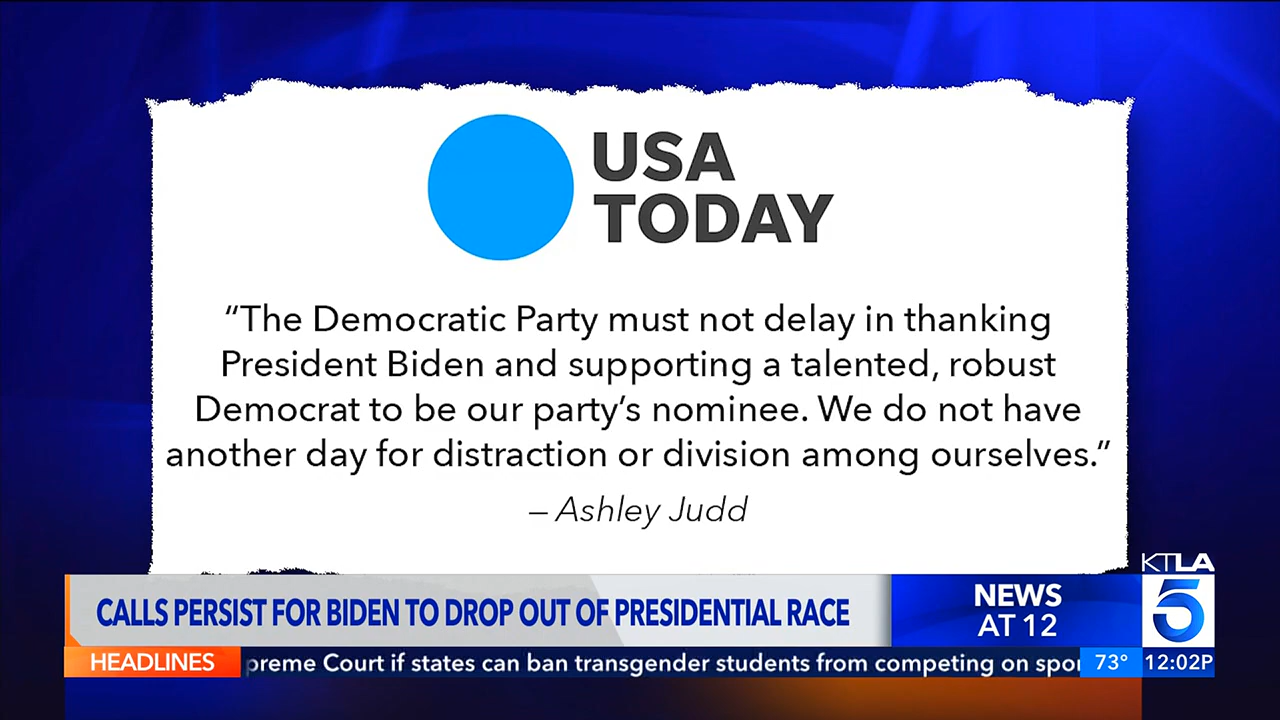 USA
TODAY
“The Democratic Party must not delay in thanking
President Biden and supporting a talented, robust
Democrat to be our party’s nominee. We do not have
another day for distraction or division among ourselves.”
– Ashley Judd
KTLA
5
CALLS PERSIST FOR BIDEN TO DROP OUT OF PRESIDENTIAL RACE
NEWS
AT 12
HEADLINES
preme Court if states can ban transgender students from competing on spor
73°
12:02P